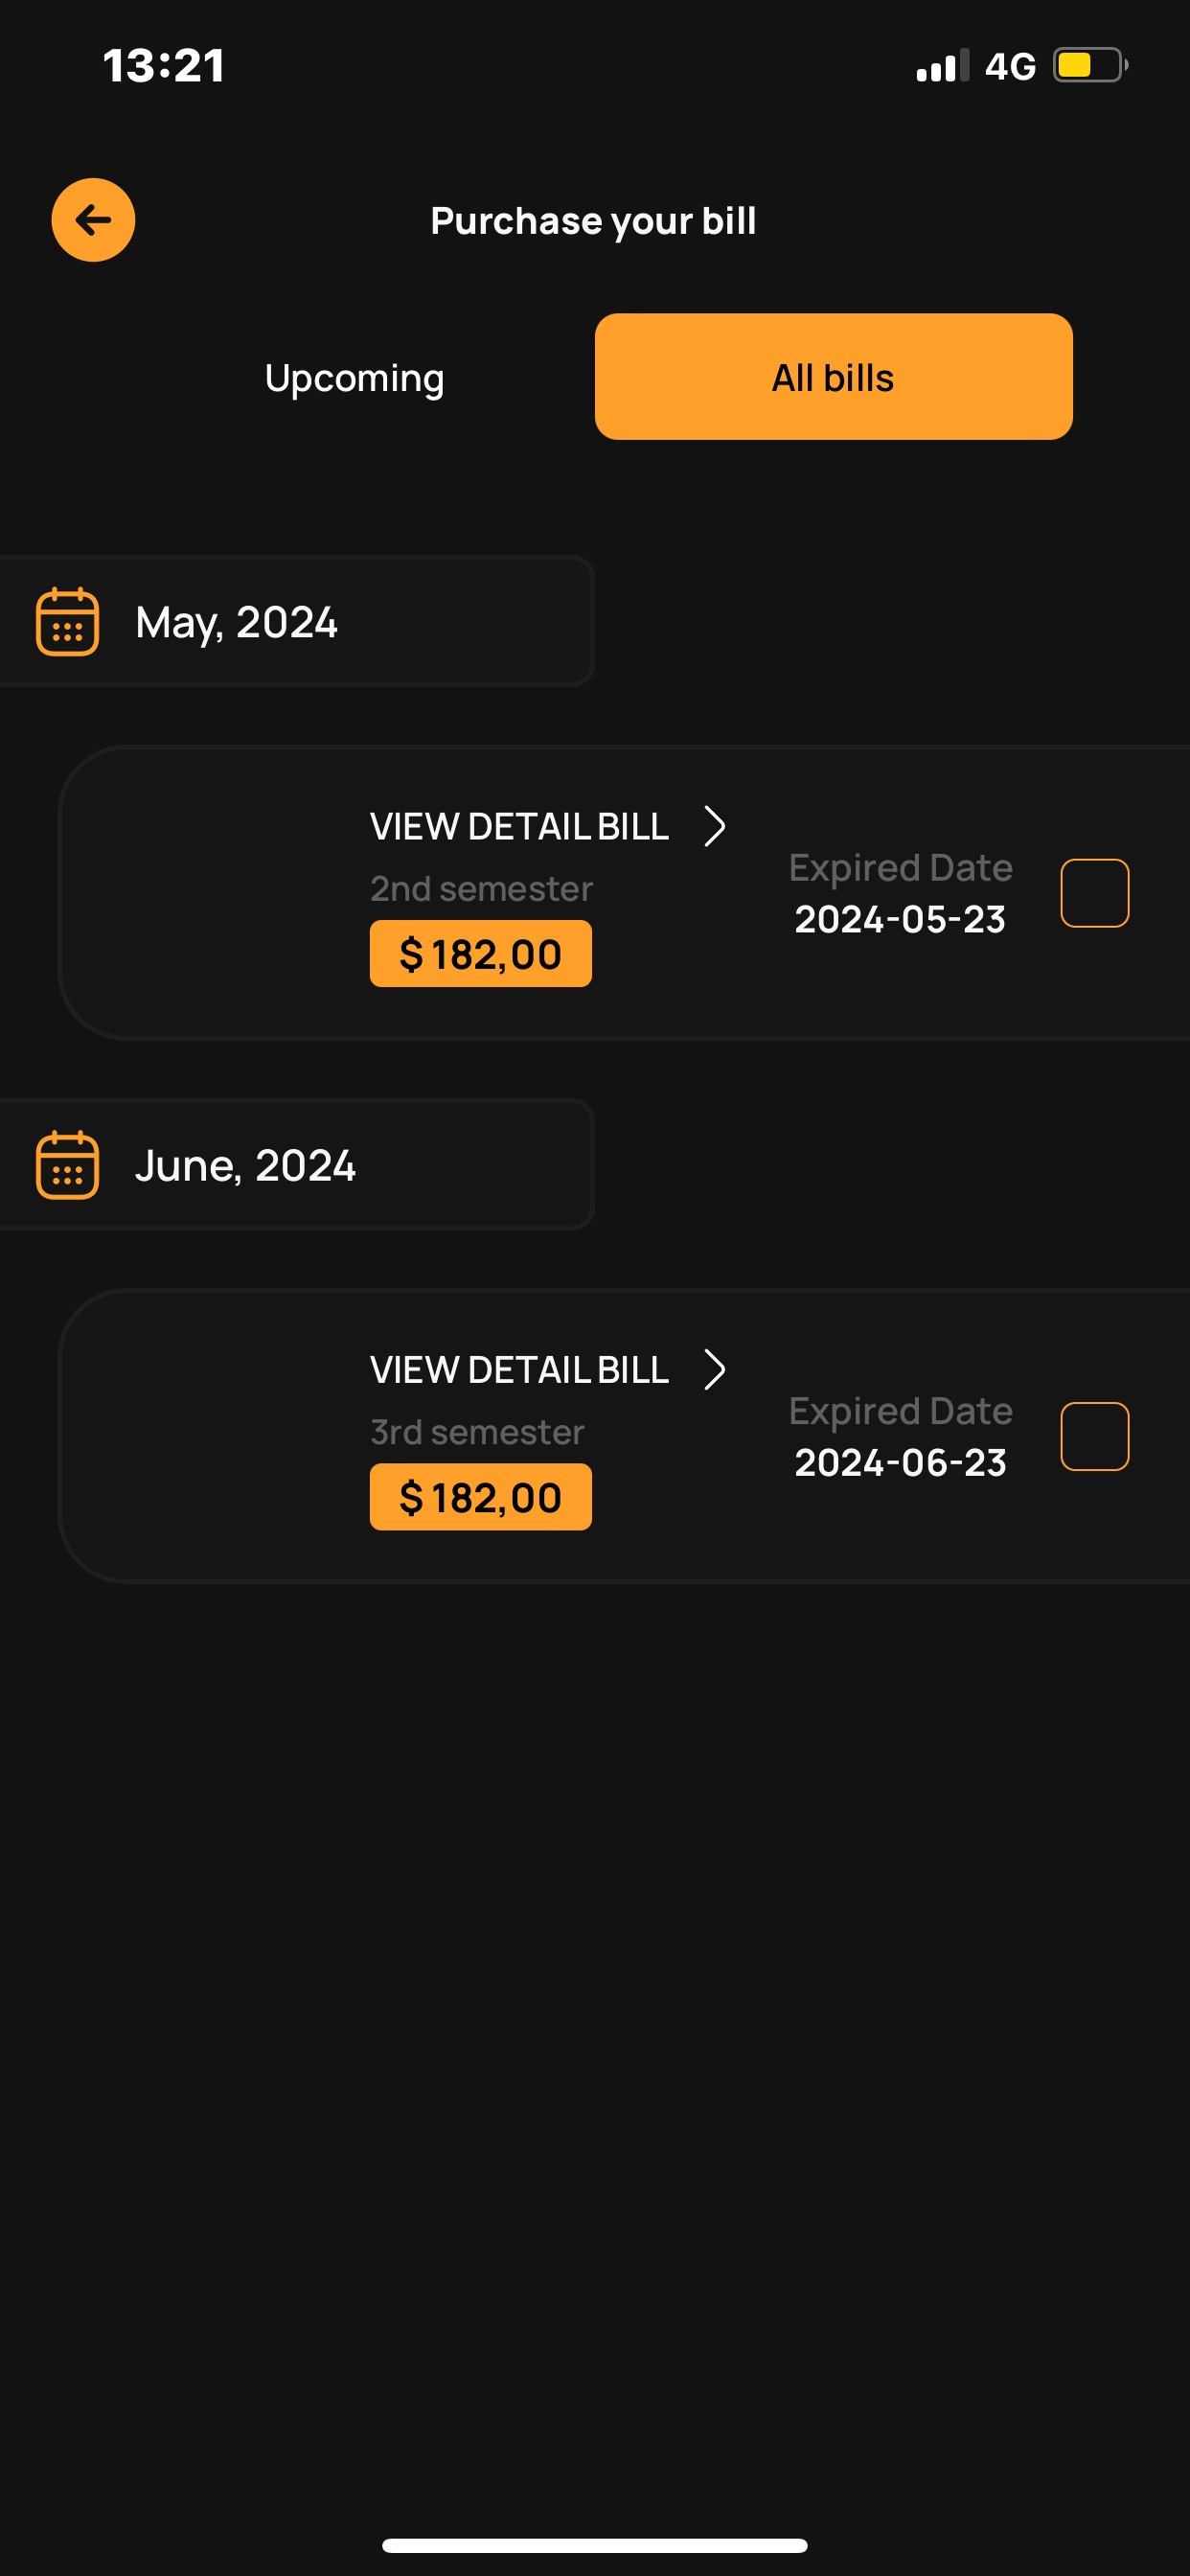 13:21 4G
Purchase your bill
Upcoming All bills
May, 2024
VIEW DETAIL BILL
2nd semester
$ 182,00
Expired Date
2024-05-23
June, 2024
VIEW DETAIL BILL
3rd semester
$ 182,00
Expired Date
2024-06-23